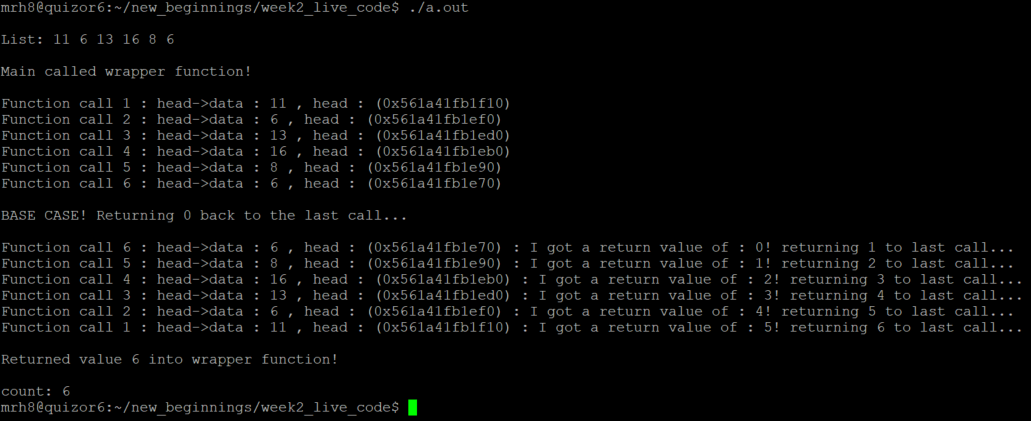 mrh8@quizor6:~/new_beginnings/week2_live_code$ ./a.out
List: 11 6 13 16 8 6
Main called wrapper function!
Function call 1 : head->data : 11 , head : (0x561a41fb1f10)
Function call 2 : head->data : 6 , head : (0x561a41fb1ef0)
Function call 3 : head->data : 13 , head : (0x561a41fb1ed0)
Function call 4 : head->data : 16 , head : (0x561a41fb1eb0)
Function call 5 : head->data : 8 , head : (0x561a41fb1e90)
Function call 6 : head->data : 6 , head : (0x561a41fb1e70)
BASE CASE! Returning 0 back to the last call...
Function call 6 : head->data : 6 , head : (0x561a41fb1e70) : I got a return value of : 0! returning 1 to last call...
Function call 5 : head->data : 8 , head : (0x561a41fb1e90) : I got a return value of : 1! returning 2 to last call...
Function call 4 : head->data : 16 , head : (0x561a41fb1eb0) : I got a return value of : 2! returning 3 to last call...
Function call 3 : head->data : 13 , head : (0x561a41fb1ed0) : I got a return value of : 3! returning 4 to last call...
Function call 2 : head->data : 6 , head : (0x561a41fb1ef0) : I got a return value of : 4! returning 5 to last call...
Function call 1 : head->data : 11 , head : (0x561a41fb1f10) : I got a return value of : 5! returning 6 to last call...
Returned value 6 into wrapper function!
count: 6
mrh8@quizor6:~/new_beginnings/week2_live_code$